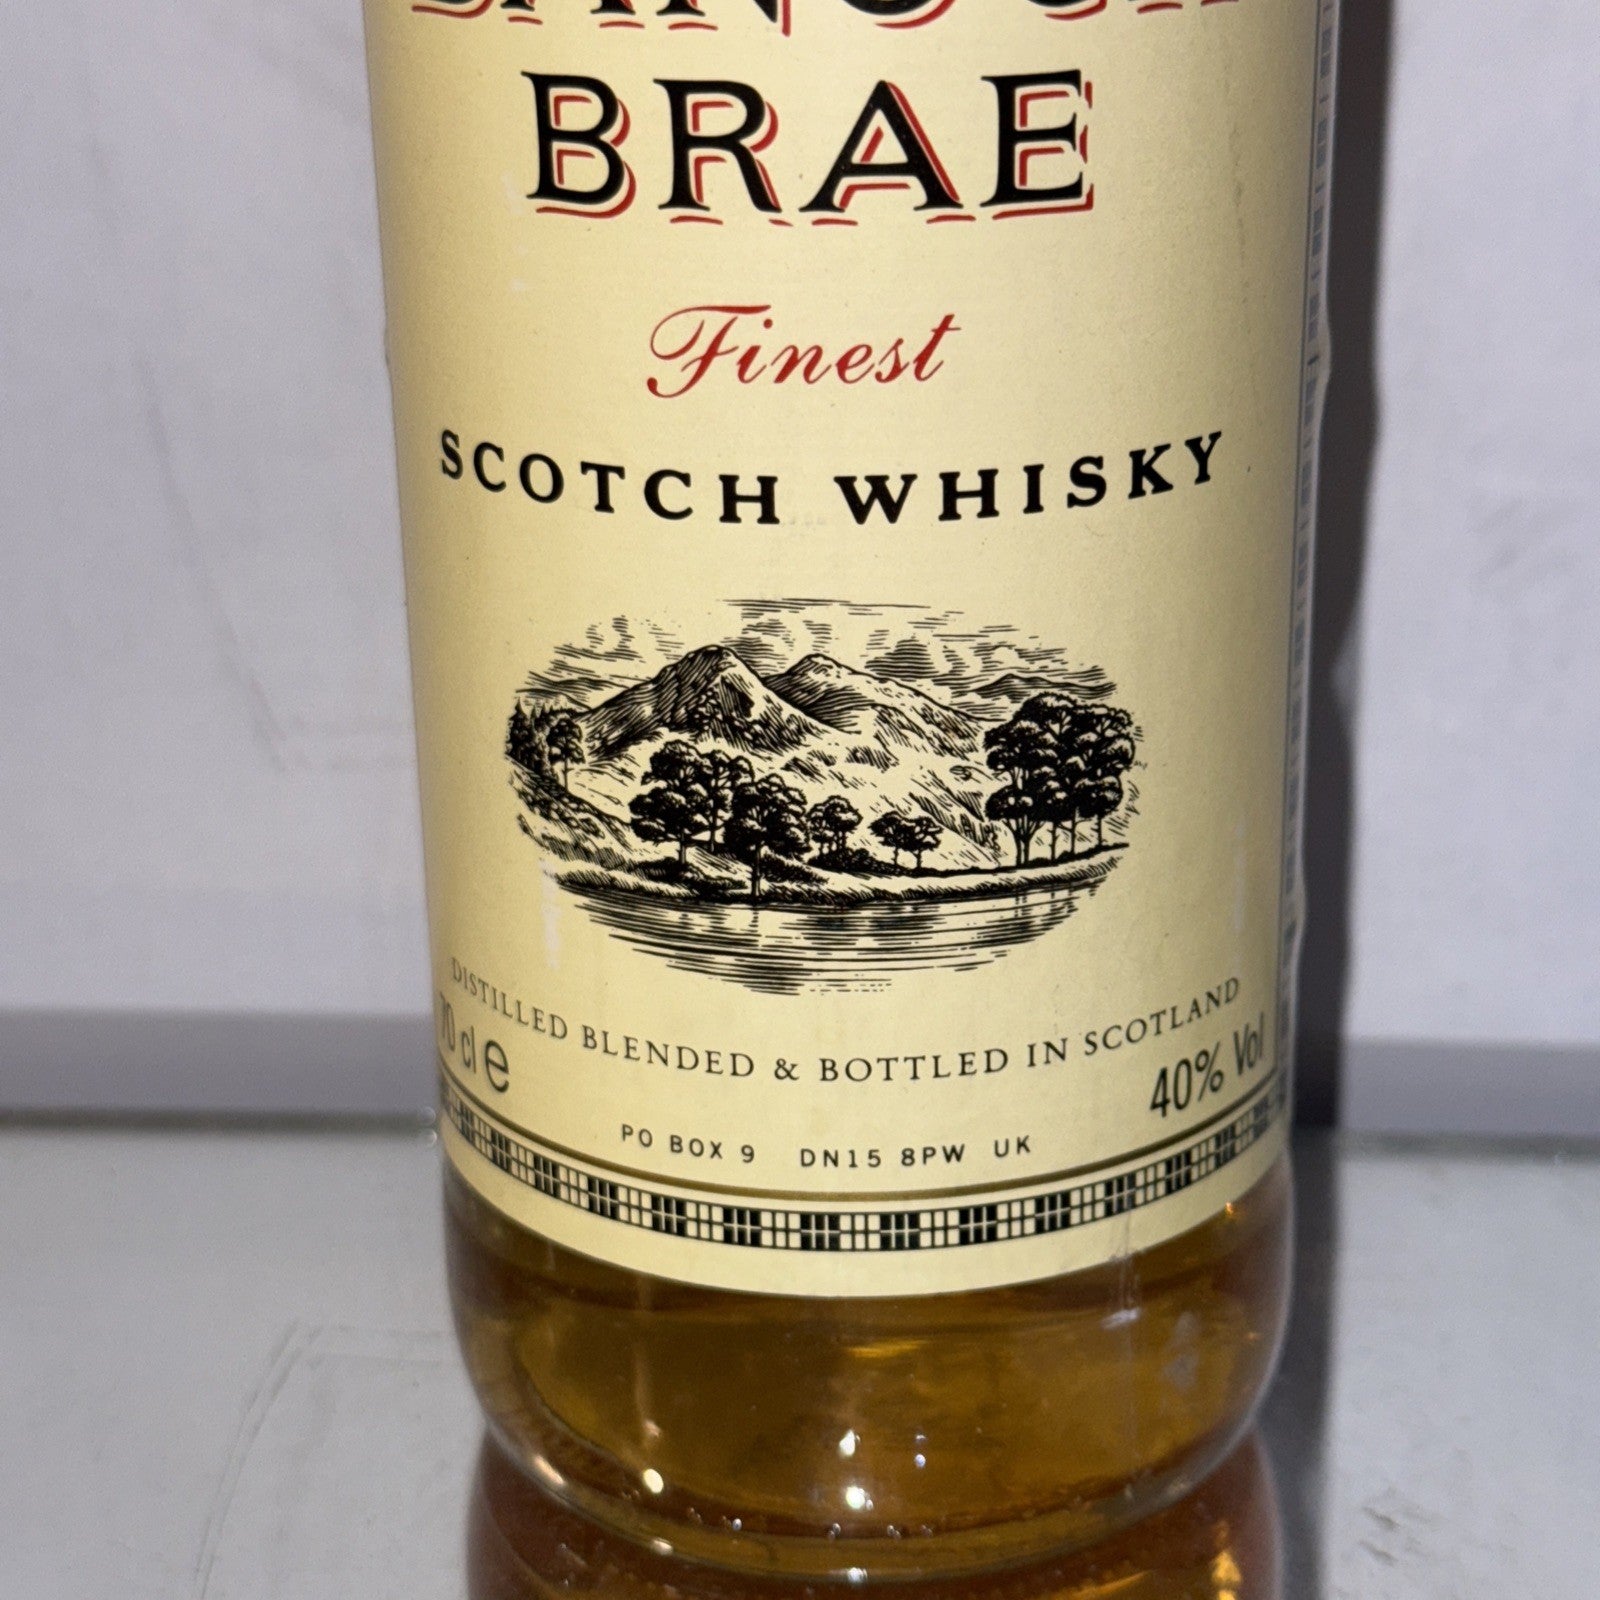 BRAE
Finest
SCOTCH WHISKY
DISTILLED BLENDED & BOTTLED IN SCOTLAND
70 cl e
40% Vol
PO BOX 9 DN15 8PW UK